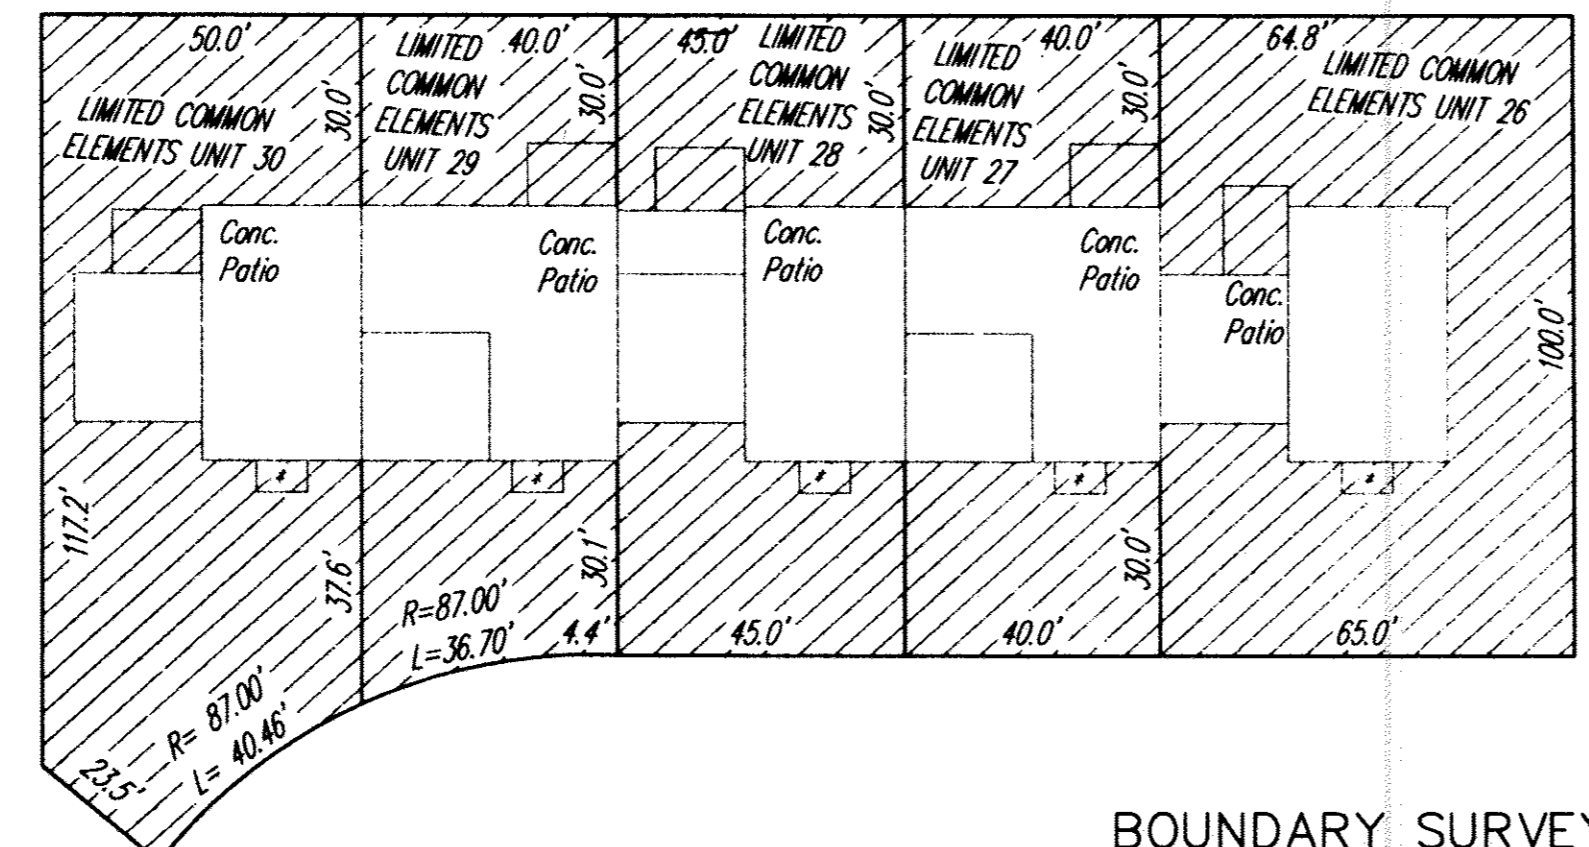 50.0'
LIMITED COMMON
ELEMENTS UNIT 30
30.0'
LIMITED
COMMON
ELEMENTS
UNIT 29
40.0'
30.0'
45.0'
LIMITED
COMMON
ELEMENTS
UNIT 28
30.0'
LIMITED
COMMON
ELEMENTS
UNIT 27
40.0'
30.0'
64.8'
LIMITED COMMON
ELEMENTS UNIT 26
Conc.
Patio
Conc.
Patio
Conc.
Patio
Conc.
Patio
Conc.
Patio
100.0'
*
*
*
*
*
117.2'
37.6'
R=87.00'
L=36.70'
4.4'
30.1'
45.0'
40.0'
30.0'
65.0'
23.5'
R= 87.00'
L= 40.46'
BOUNDARY SURVEY